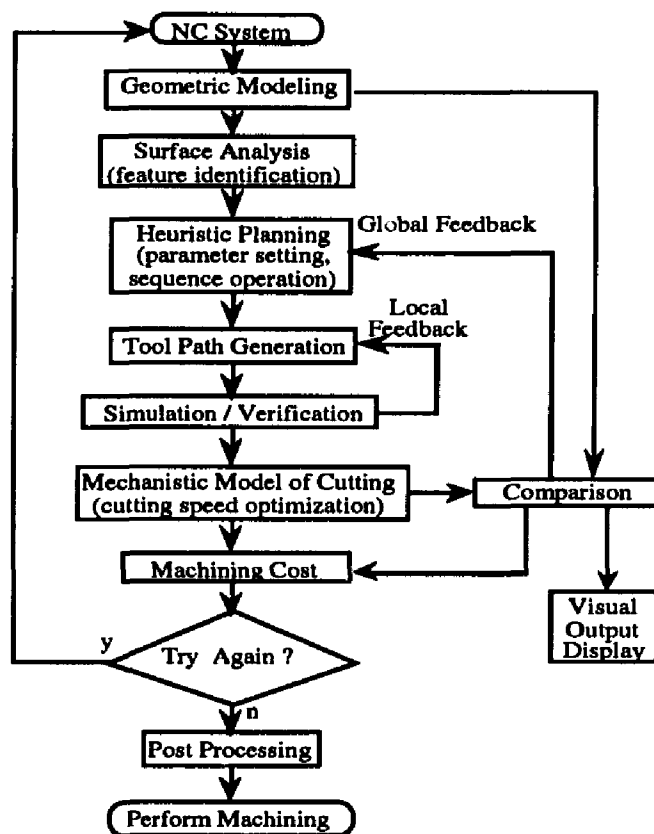 NC System
Geometric Modeling
Surface Analysis
(feature identification)
Global Feedback
Heuristic Planning
(parameter setting,
sequence operation)
Local
Feedback
Tool Path Generation
Simulation / Verification
Mechanistic Model of Cutting
(cutting speed optimization)
Comparison
Machining Cost
Visual
Output
Display
y
Try Again ?
n
Post Processing
Perform Machining